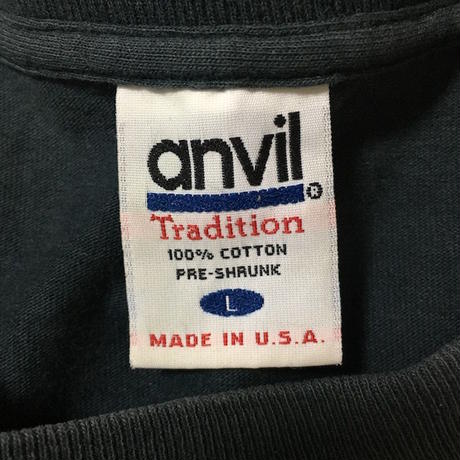 anvil
®
Tradition
100% COTTON
PRE-SHRUNK
L
MADE IN U.S.A.